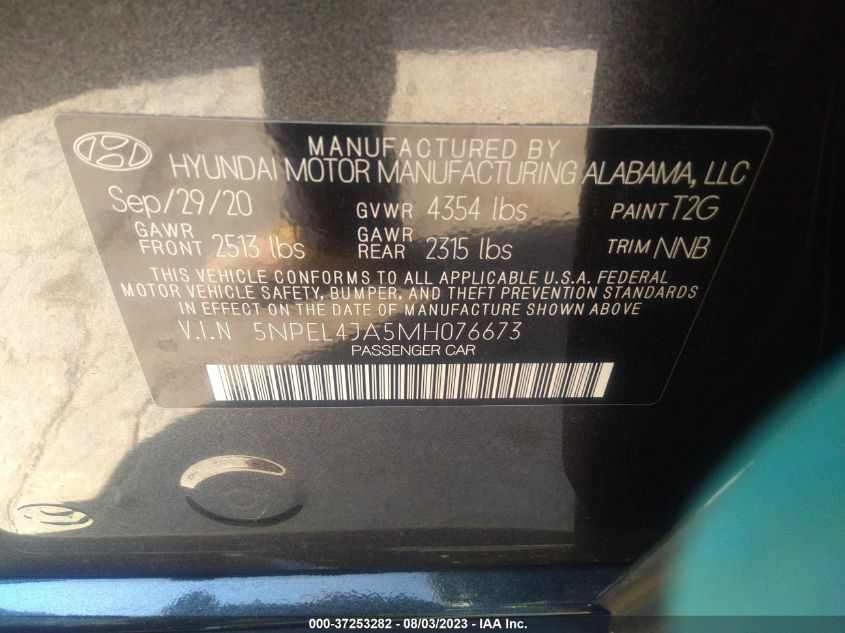 MANUFACTURED BY
HYUNDAI MOTOR MANUFACTURING ALABAMA, LLC
Sep/29/20 GVWR 4354 lbs PAINT T2G
GAWR FRONT 2513 lbs GAWR REAR 2315 lbs TRIM NNB
THIS VEHICLE CONFORMS TO ALL APPLICABLE U.S.A. FEDERAL
MOTOR VEHICLE SAFETY, BUMPER, AND THEFT PREVENTION STANDARDS
IN EFFECT ON THE DATE OF MANUFACTURE SHOWN ABOVE
V.I.N 5NPEL4JA5MH076673
PASSENGER CAR
000-37253282 - 08/03/2023 - IAA Inc.